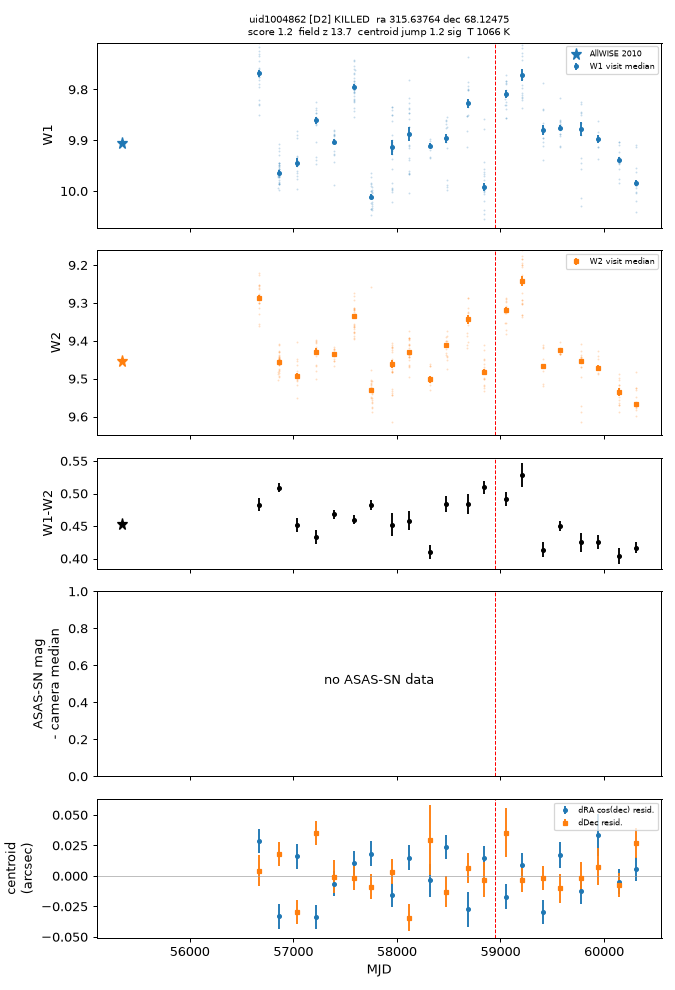 uid1004862 [D2] KILLED ra 315.63764 dec 68.12475
score 1.2 field z 13.7 centroid jump 1.2 sig T 1066 K
W1
9.8
9.9
10.0
AllWISE 2010
W1 visit median
W2
9.2
9.3
9.4
9.5
9.6
W2 visit median
W1-W2
0.55
0.50
0.45
0.40
ASAS-SN mag
- camera median
1.0
0.8
0.6
0.4
0.2
0.0
no ASAS-SN data
centroid
(arcsec)
0.050
0.025
0.000
−0.025
−0.050
dRA cos(dec) resid.
dDec resid.
56000 57000 58000 59000 60000
MJD